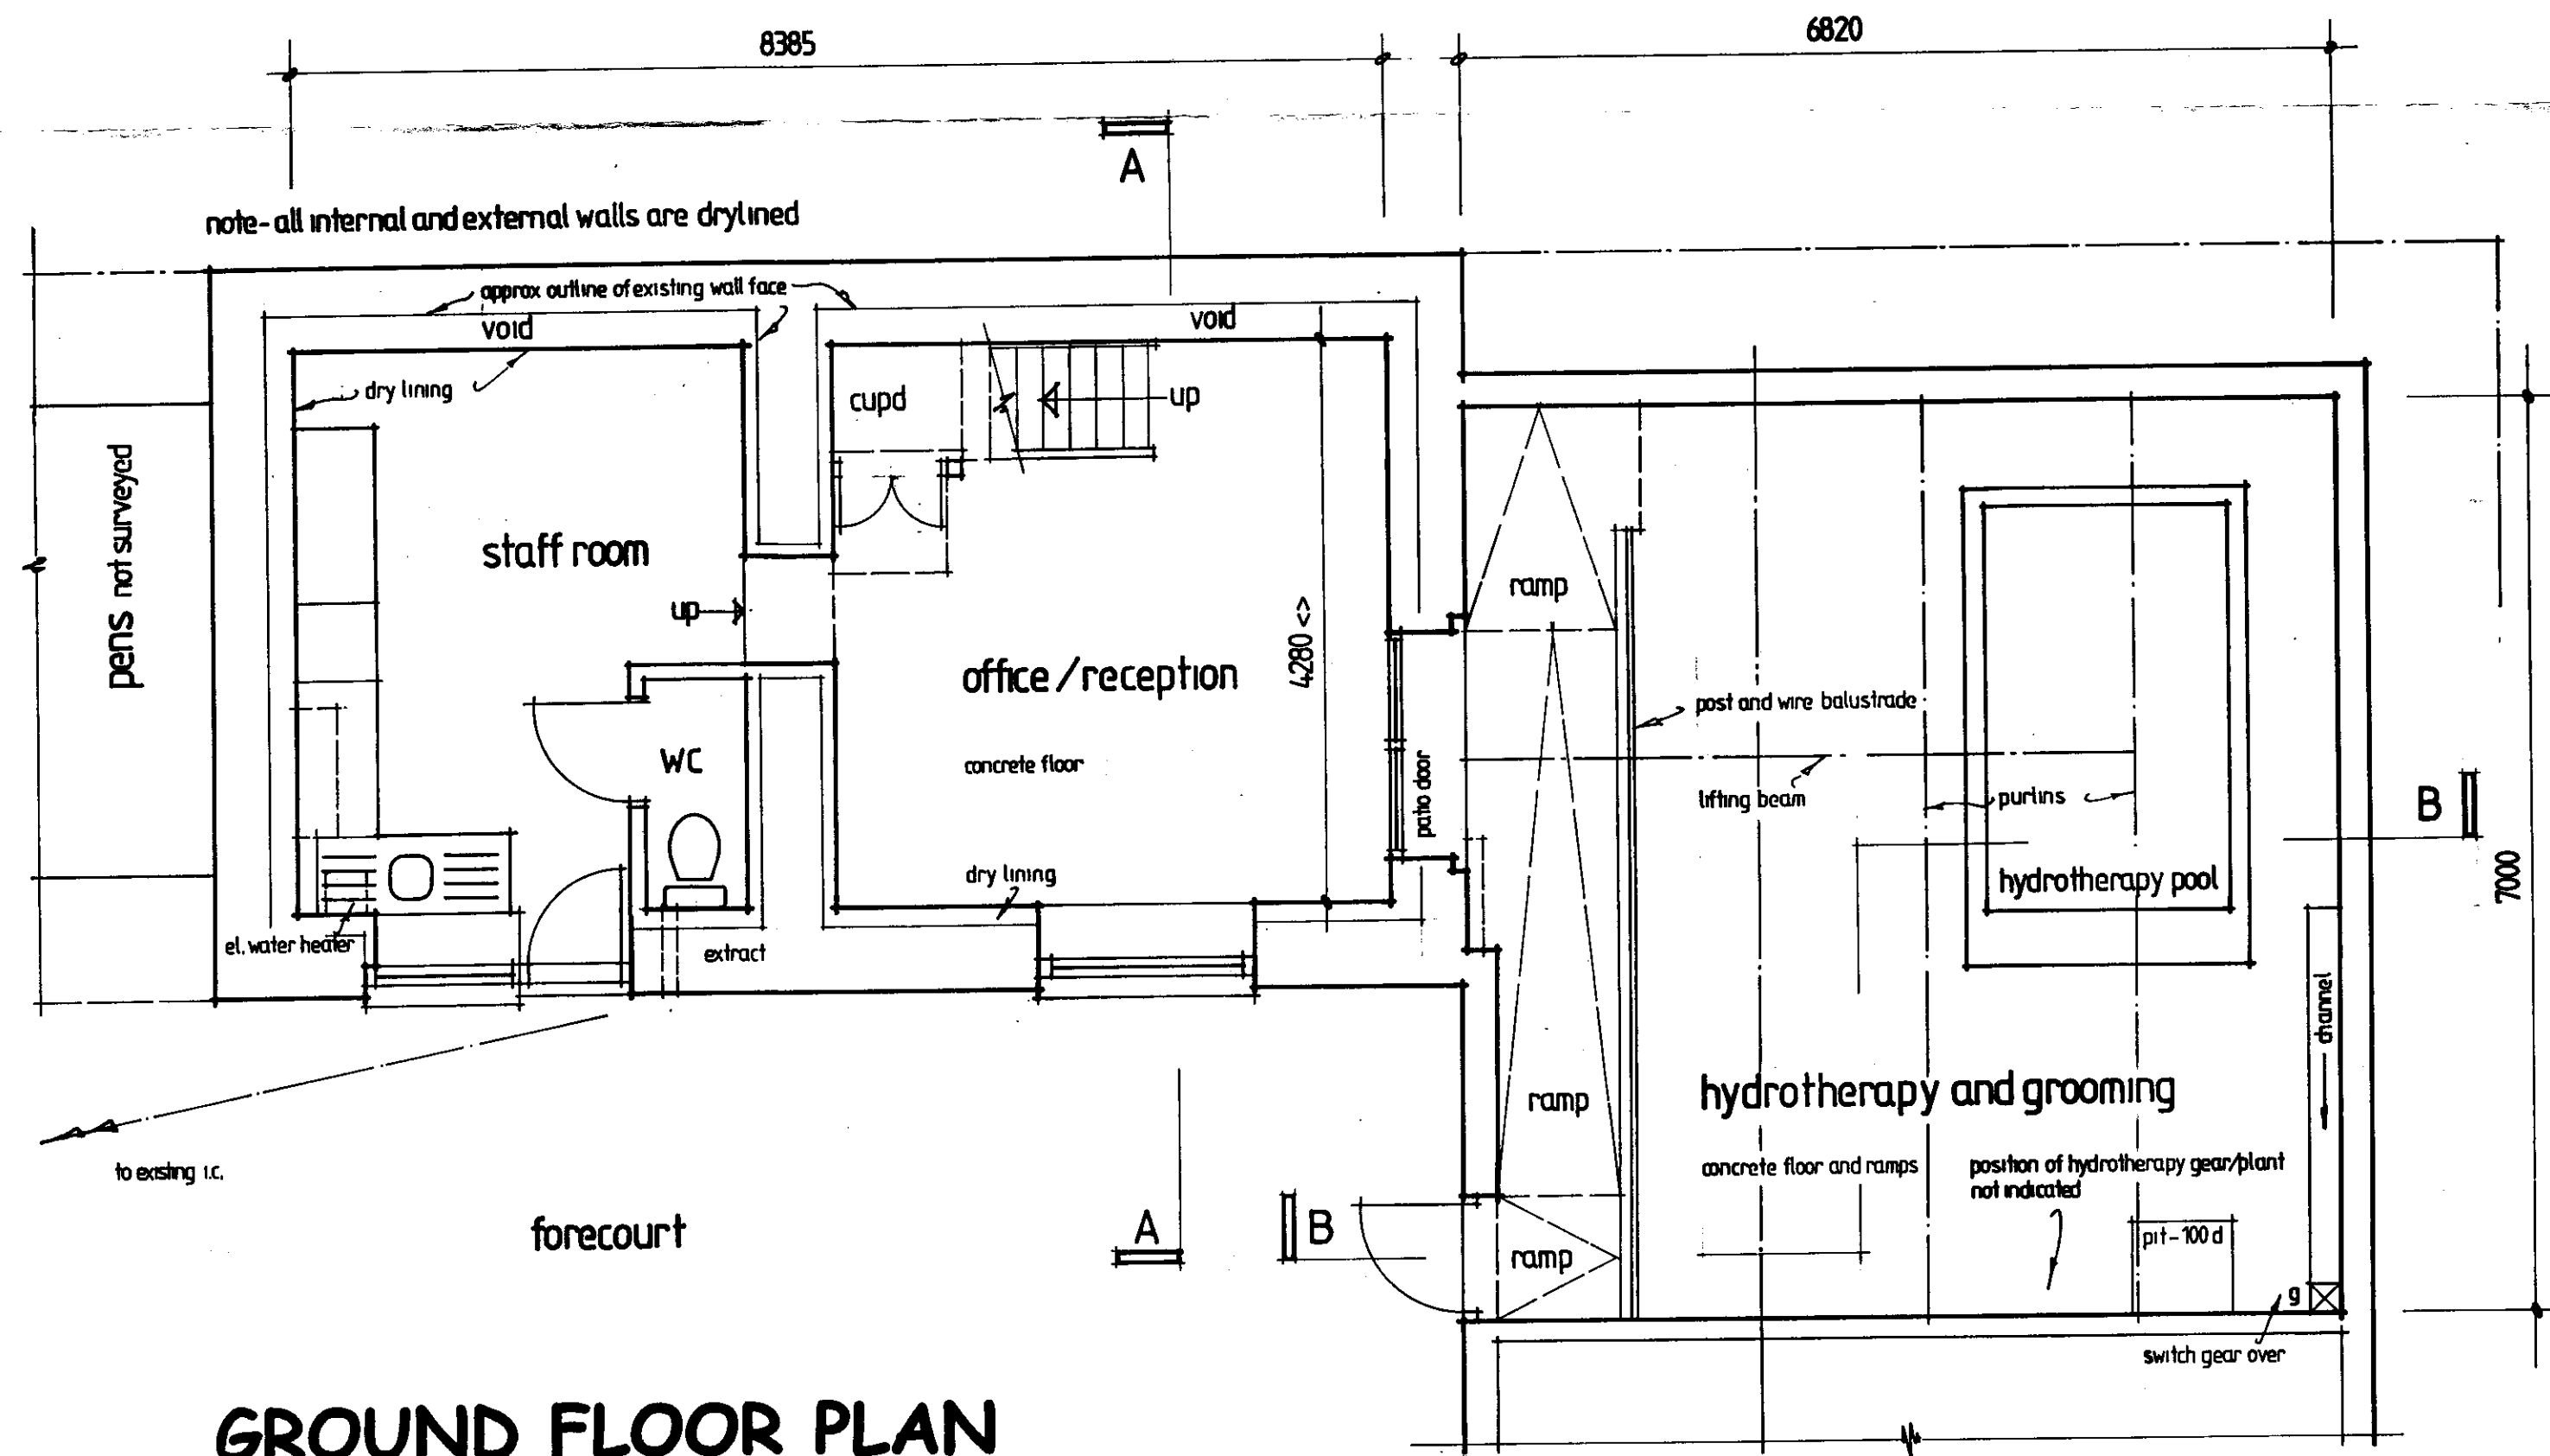 8385
6820
A
note-all internal and external walls are drylined
approx outline of existing wall face
void
void
dry lining
cupd
up
pens not surveyed
staff room
ramp
up
office/reception
4280 <>
post and wire balustrade
WC
concrete floor
patio door
lifting beam
purlins
B
7000
dry lining
hydrotherapy pool
el. water heater
extract
channel
ramp
hydrotherapy and grooming
to existing i.c.
concrete floor and ramps
position of hydrotherapy gear/plant
not indicated
forecourt
A
B
ramp
pit-100 d
g
switch gear over
GROUND FLOOR PLAN